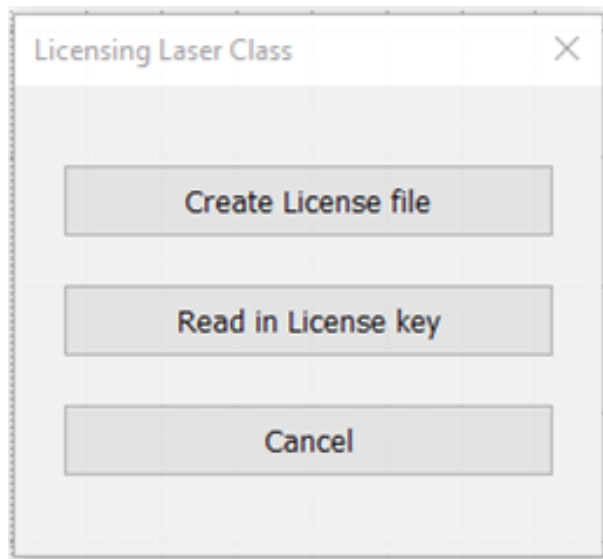 Licensing Laser Class
Create License file
Read in License key
Cancel